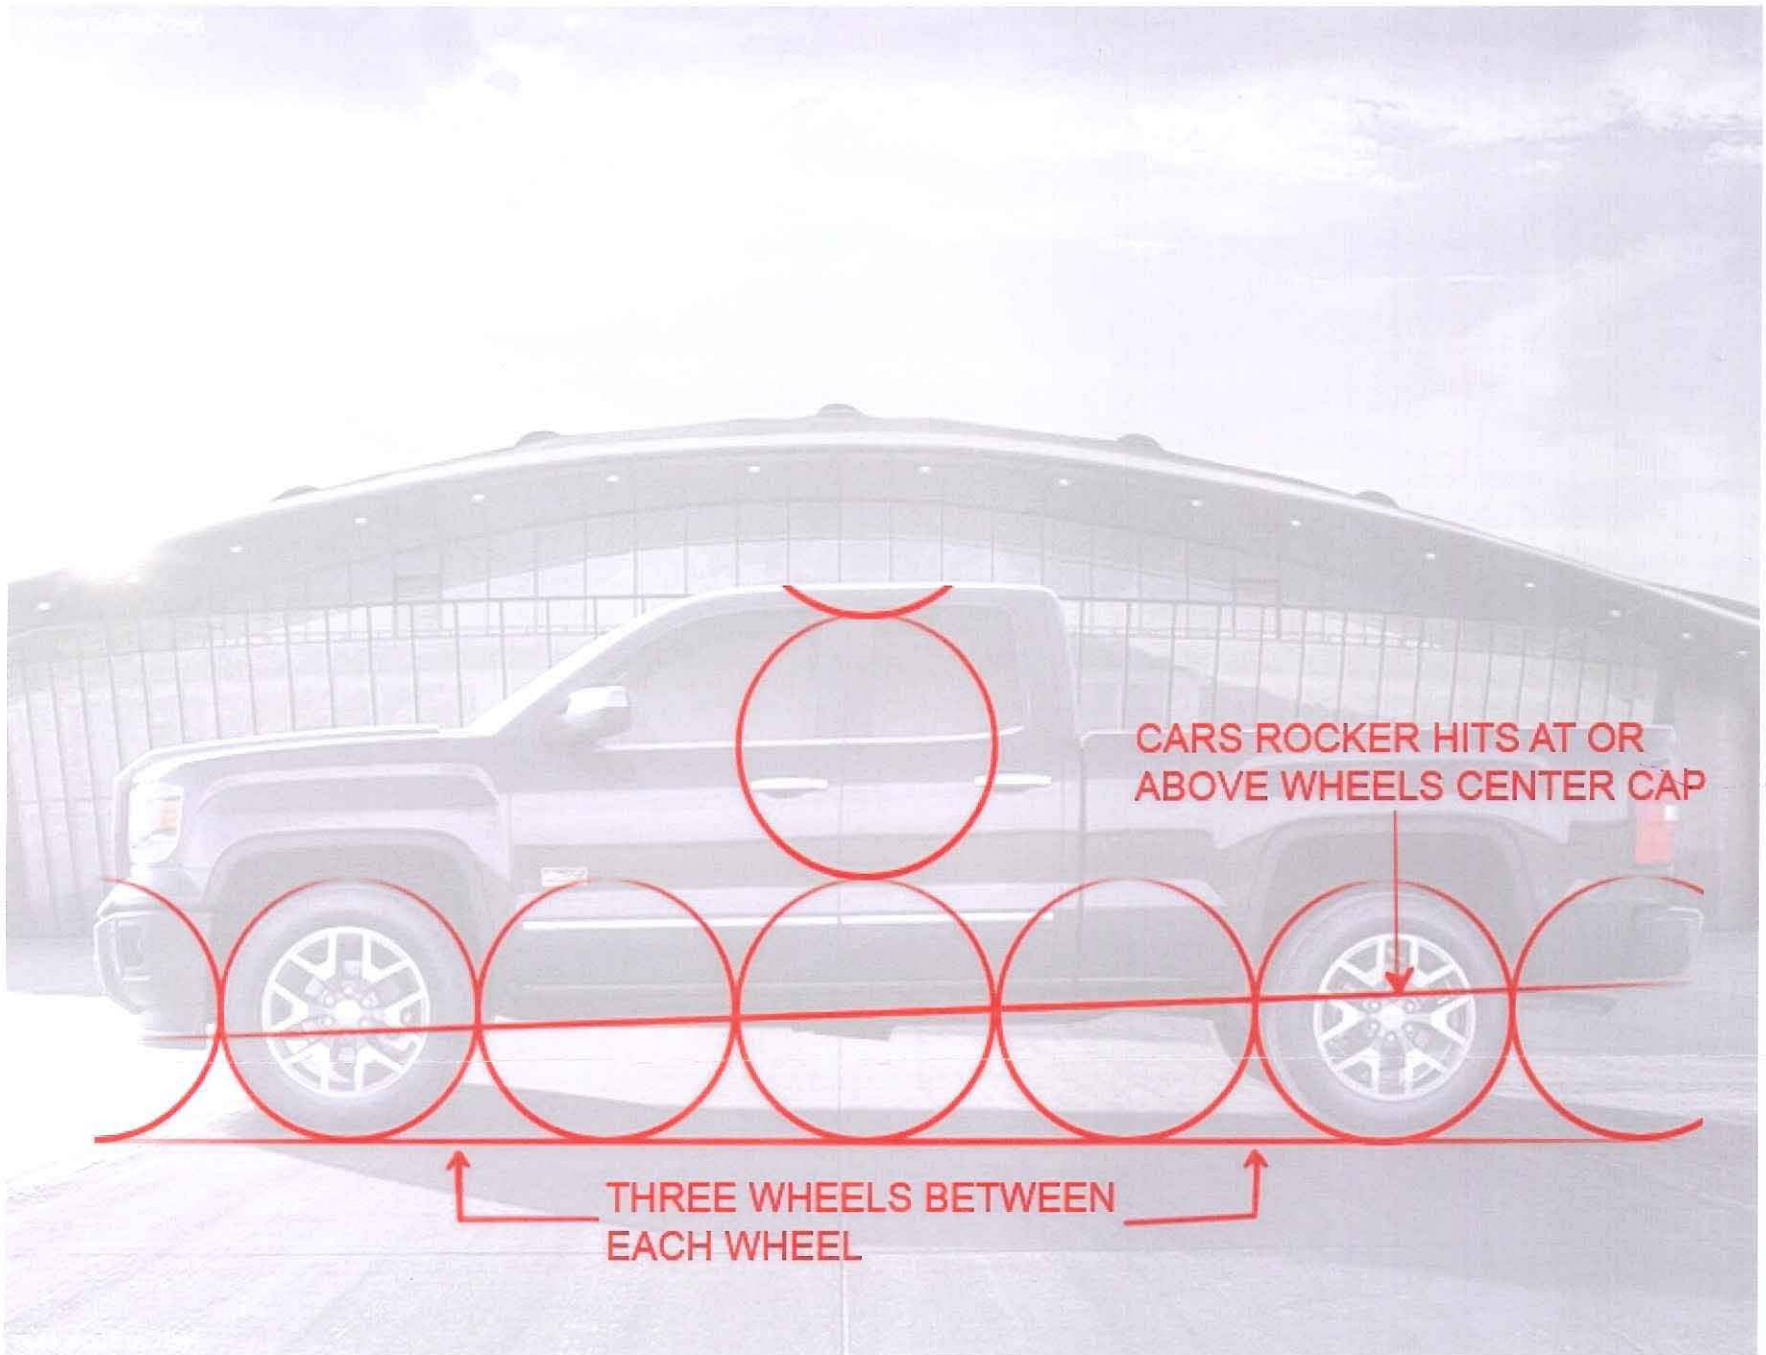 CARS ROCKER HITS AT OR
ABOVE WHEELS CENTER CAP
THREE WHEELS BETWEEN
EACH WHEEL